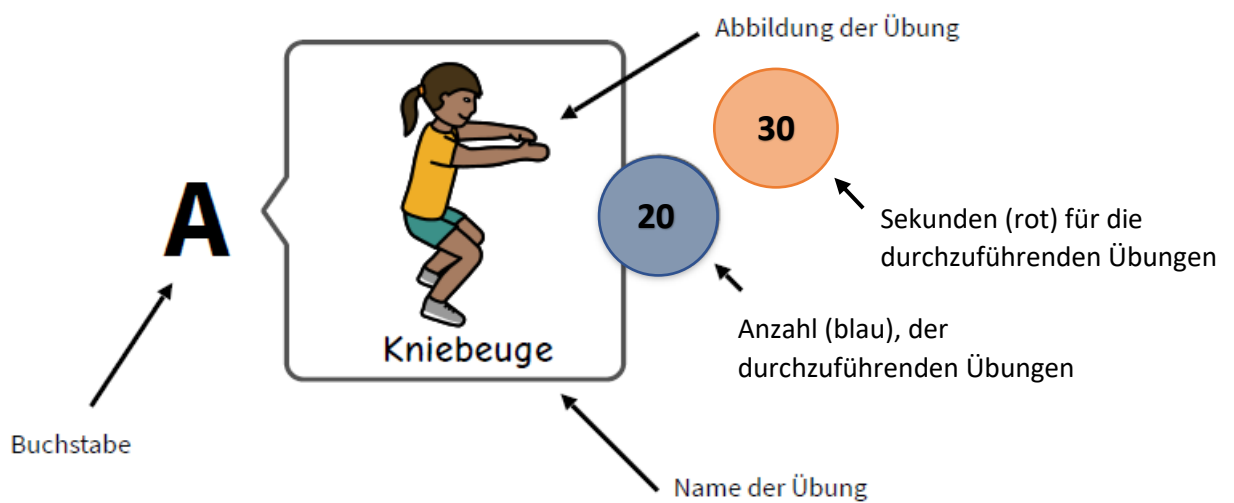 Abbildung der Übung
30
A
20
Sekunden (rot) für die
durchzuführenden Übungen
Anzahl (blau), der
durchzuführenden Übungen
Kniebeuge
Buchstabe
Name der Übung